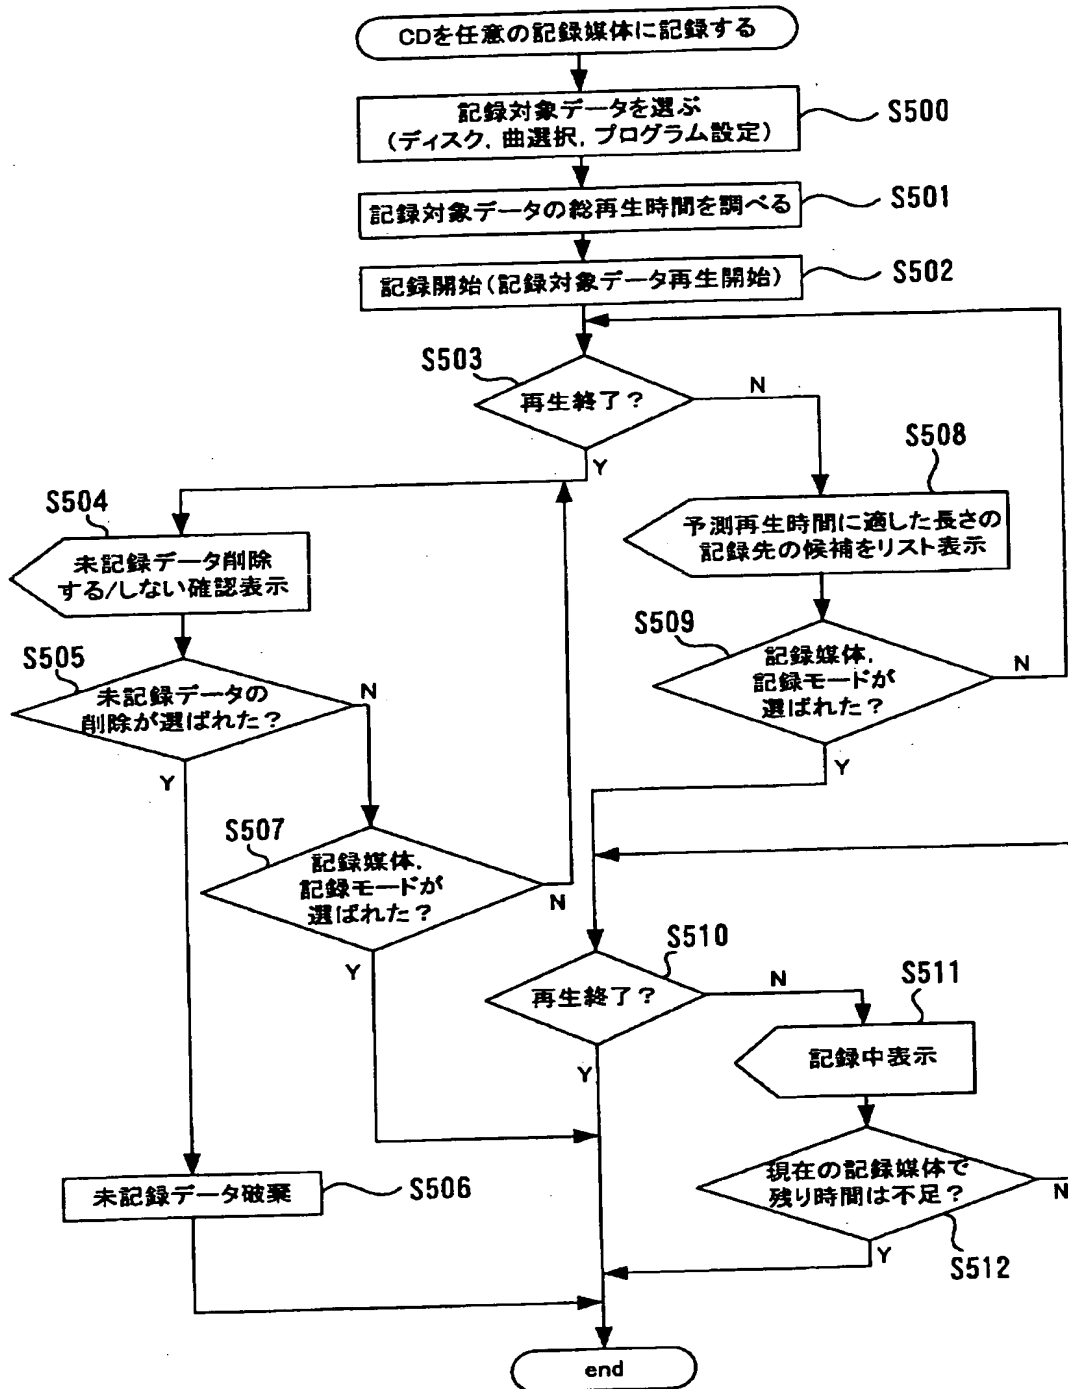 CDを任意の記録媒体に記録する
記録対象データを選ぶ
(ディスク, 曲選択, プログラム設定)
S500
記録対象データの総再生時間を調べる
S501
記録開始(記録対象データ再生開始)
S502
S503
再生終了?
N
Y
S508
予測再生時間に適した長さの
記録先の候補をリスト表示
S504
未記録データ削除
する/しない確認表示
S509
記録媒体,
記録モードが
選ばれた?
N
Y
S505
未記録データの
削除が選ばれた?
N
Y
S507
記録媒体,
記録モードが
選ばれた?
N
Y
S510
再生終了?
N
Y
S511
記録中表示
現在の記録媒体で
残り時間は不足?
N
Y
S512
未記録データ破棄
S506
end